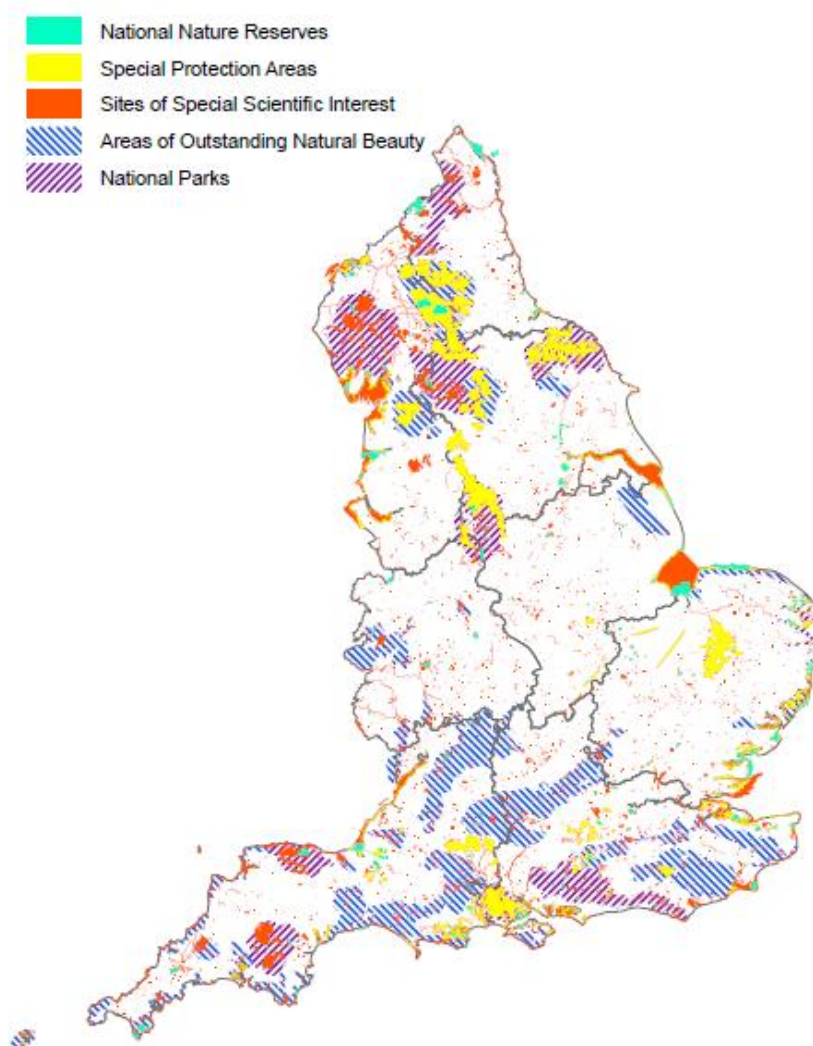 National Nature Reserves
Special Protection Areas
Sites of Special Scientific Interest
Areas of Outstanding Natural Beauty
National Parks